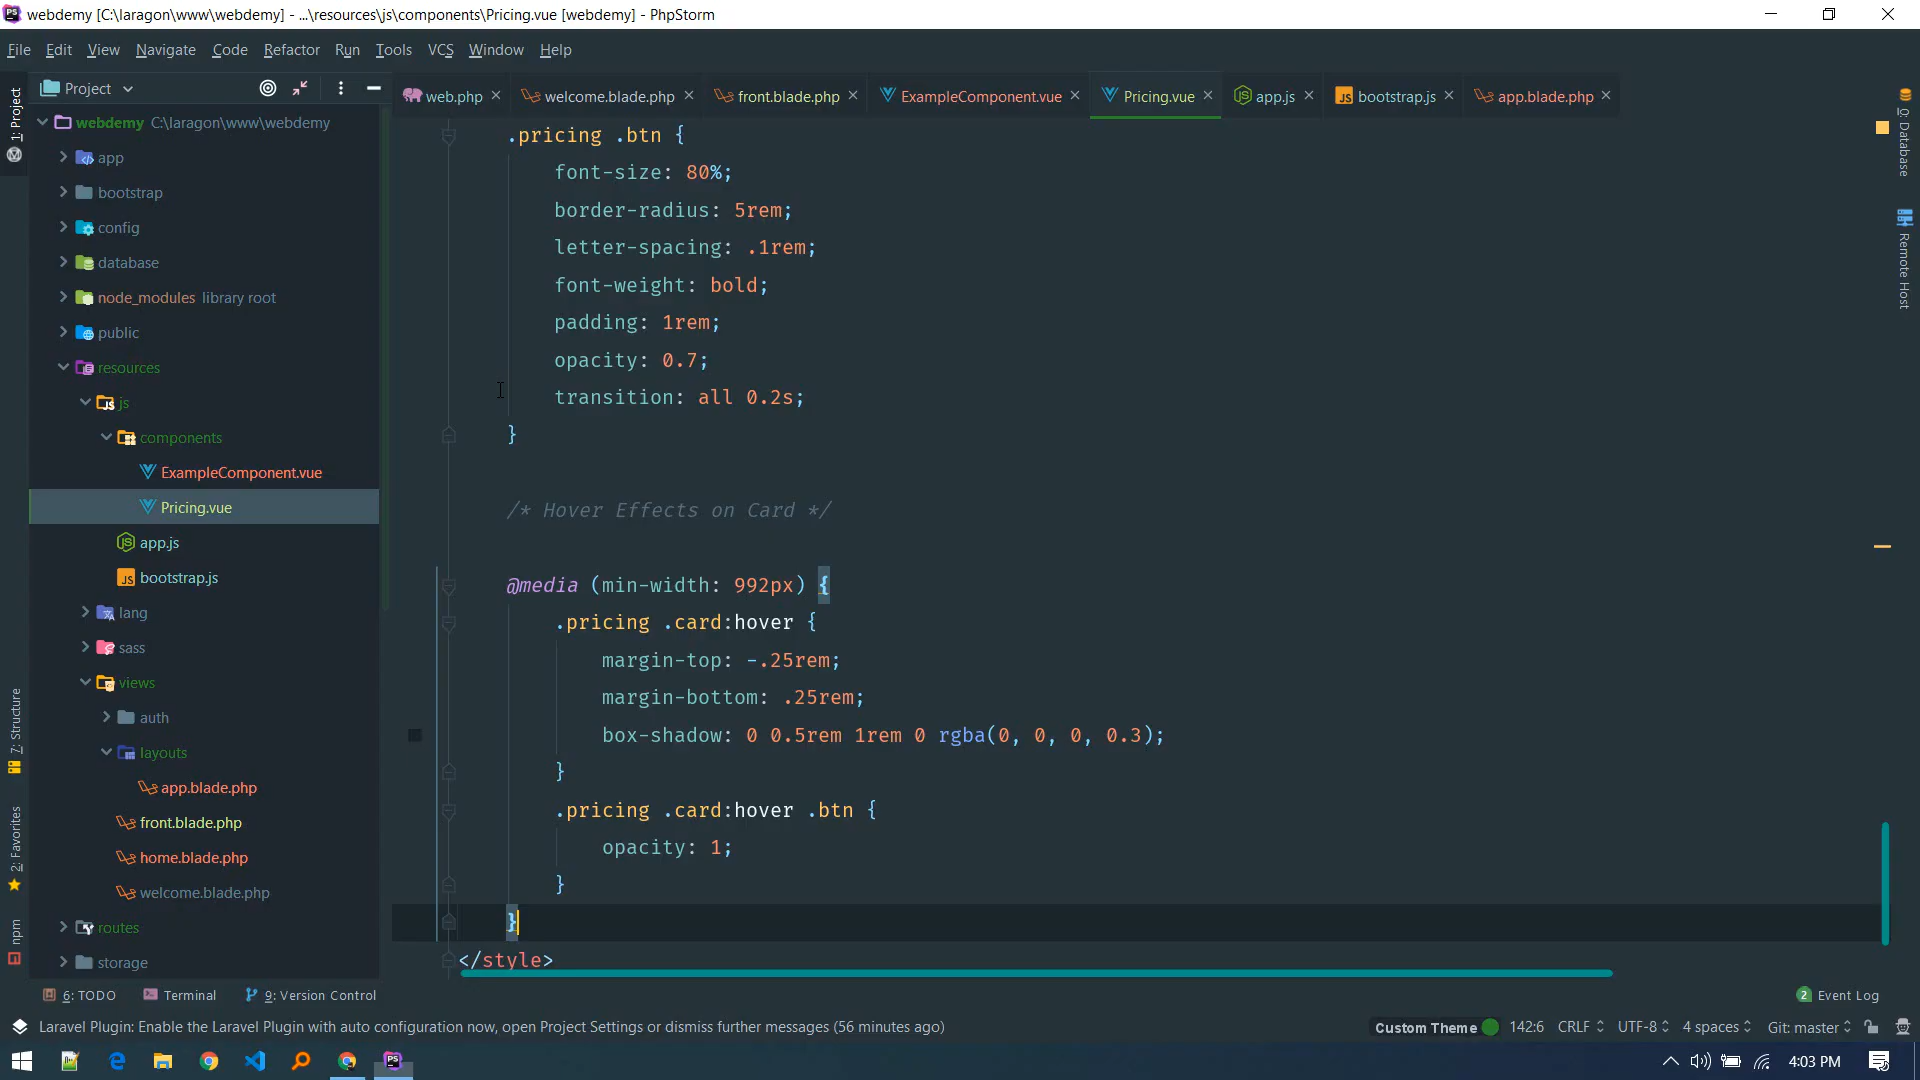 webdemy [C:\laragon\www\webdemy] - ...\resources\js\components\Pricing.vue [webdemy] - PhpStorm
File Edit View Navigate Code Refactor Run Tools VCS Window Help
Project
web.php
welcome.blade.php
front.blade.php
ExampleComponent.vue
Pricing.vue
app.js
bootstrap.js
app.blade.php
1: Project
7: Structure
2: Favorites
npm
webdemy C:\laragon\www\webdemy
app
bootstrap
config
database
node_modules library root
public
resources
js
components
ExampleComponent.vue
Pricing.vue
app.js
bootstrap.js
lang
sass
views
auth
layouts
app.blade.php
front.blade.php
home.blade.php
welcome.blade.php
routes
storage
.pricing .btn {
font-size: 80%;
border-radius: 5rem;
letter-spacing: .1rem;
font-weight: bold;
padding: 1rem;
opacity: 0.7;
transition: all 0.2s;
}
/* Hover Effects on Card */
@media (min-width: 992px) {
.pricing .card:hover {
margin-top: -.25rem;
margin-bottom: .25rem;
box-shadow: 0 0.5rem 1rem 0 rgba(0, 0, 0, 0.3);
}
.pricing .card:hover .btn {
opacity: 1;
}
}
</style>
Database
Remote Host
6: TODO
Terminal
9: Version Control
2 Event Log
Laravel Plugin: Enable the Laravel Plugin with auto configuration now, open Project Settings or dismiss further messages (56 minutes ago)
Custom Theme
142:6
CRLF
UTF-8
4 spaces
Git: master
4:03 PM